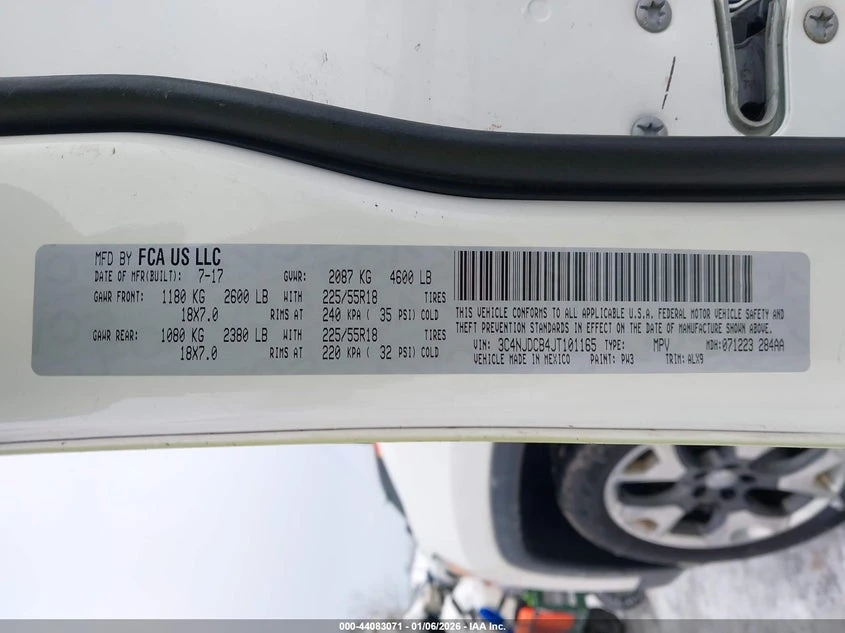 MFD BY FCA US LLC
DATE OF MFR(BUILT): 7-17 GVWR: 2087 KG 4600 LB
GAWR FRONT: 1180 KG 2600 LB WITH 225/55R18 TIRES
18X7.0 RIMS AT 240 KPA ( 35 PSI) COLD
GAWR REAR: 1080 KG 2380 LB WITH 225/55R18 TIRES
18X7.0 RIMS AT 220 KPA ( 32 PSI) COLD
THIS VEHICLE CONFORMS TO ALL APPLICABLE U.S.A. FEDERAL MOTOR VEHICLE SAFETY AND
THEFT PREVENTION STANDARDS IN EFFECT ON THE DATE OF MANUFACTURE SHOWN ABOVE.
VIN: 3C4NJDCB4JT101165 TYPE: MPV MDH:071223 284AA
VEHICLE MADE IN MEXICO PAINT: PW3 TRIM: ALX9
000-44083071 - 01/06/2026 - IAA Inc.